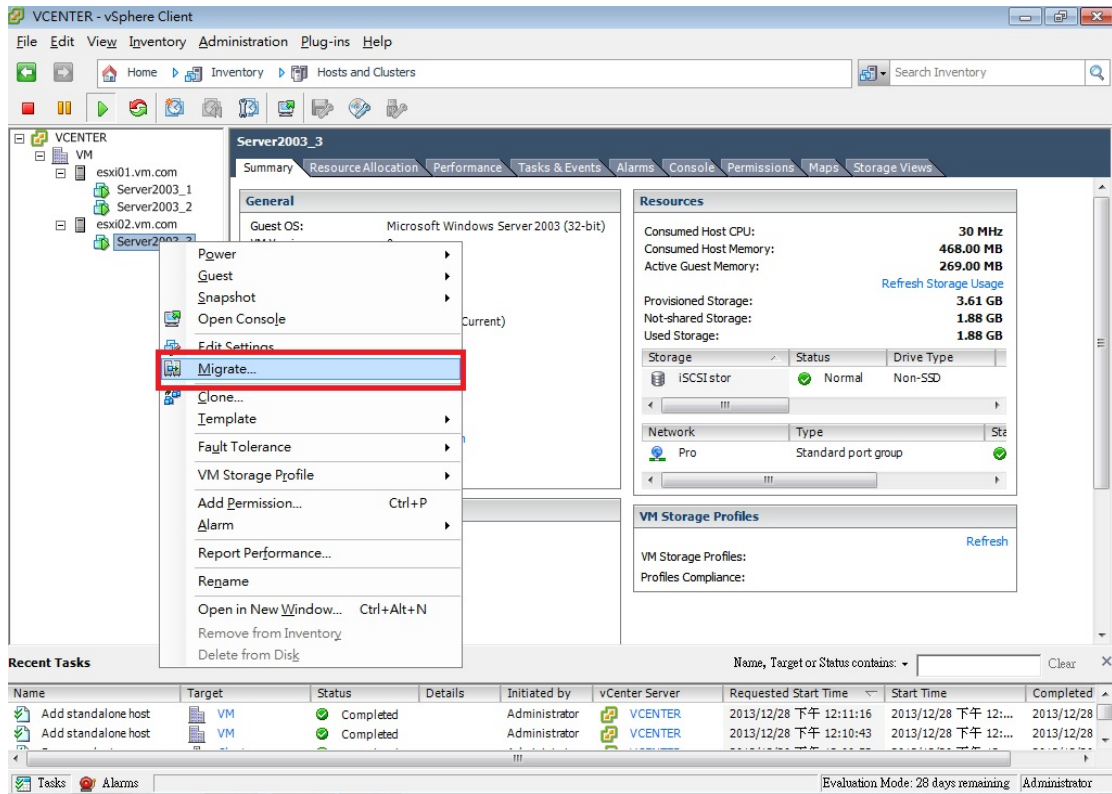 VCENTER - vSphere Client
File Edit View Inventory Administration Plug-ins Help
Home Inventory Hosts and Clusters Search Inventory
VCENTER
VM
esxi01.vm.com
Server2003_1
Server2003_2
esxi02.vm.com
Server2003_3
Server2003_3
Summary Resource Allocation Performance Tasks & Events Alarms Console Permissions Maps Storage Views
General
Guest OS: Microsoft Windows Server 2003 (32-bit)
Current)
Power
Guest
Snapshot
Open Console
Edit Settings
Migrate...
Clone...
Template
Fault Tolerance
VM Storage Profile
Add Permission... Ctrl+P
Alarm
Report Performance...
Rename
Open in New Window... Ctrl+Alt+N
Remove from Inventory
Delete from Disk
Resources
Consumed Host CPU: 30 MHz
Consumed Host Memory: 468.00 MB
Active Guest Memory: 269.00 MB
Refresh Storage Usage
Provisioned Storage: 3.61 GB
Not-shared Storage: 1.88 GB
Used Storage: 1.88 GB
Storage Status Drive Type
iSCSI stor Normal Non-SSD
Network Type Sta
Pro Standard port group
VM Storage Profiles
Refresh
VM Storage Profiles:
Profiles Compliance:
Recent Tasks Name, Target or Status contains: Clear
Name Target Status Details Initiated by vCenter Server Requested Start Time Start Time Completed
Add standalone host VM Completed Administrator VCENTER 2013/12/28 下午 12:11:16 2013/12/28 下午 12:... 2013/12/28
Add standalone host VM Completed Administrator VCENTER 2013/12/28 下午 12:10:43 2013/12/28 下午 12:... 2013/12/28
Tasks Alarms Evaluation Mode: 28 days remaining Administrator